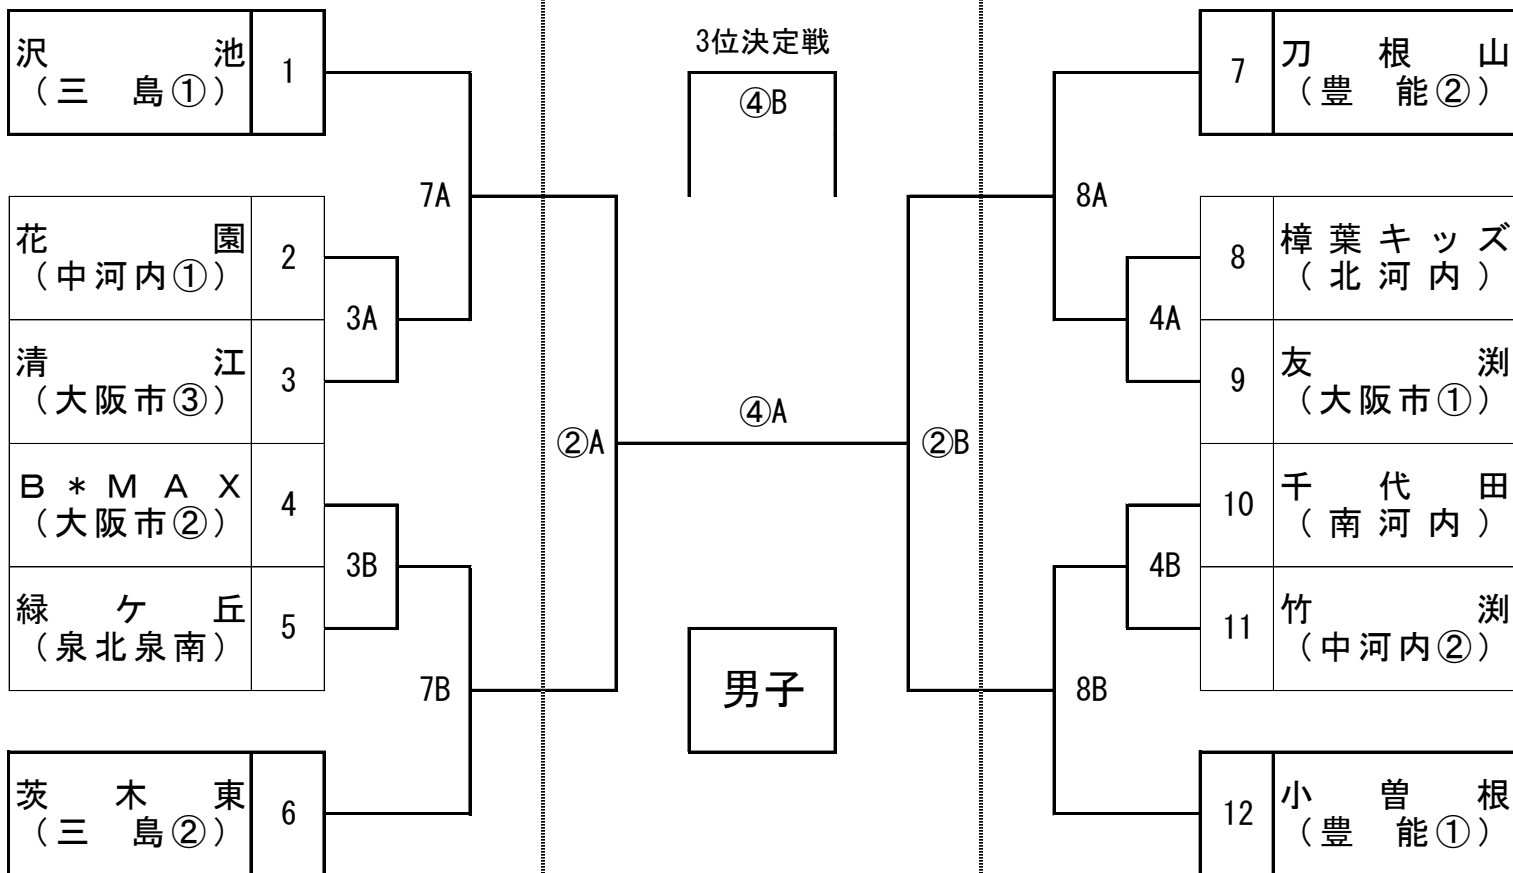 沢池
(三島①)
1
7A
花園
(中河内①)
2
3A
清江
(大阪市③)
3
②A
B*MAX
(大阪市②)
4
3B
緑ケ丘
(泉北泉南)
5
7B
茨木東
(三島②)
6
3位決定戦
④B
④A
男子
7
刀根山
(豊能②)
8A
8
樟葉キッズ
(北河内)
4A
9
友渕
(大阪市①)
②B
10
千代田
(南河内)
4B
11
竹渕
(中河内②)
8B
12
小曽根
(豊能①)